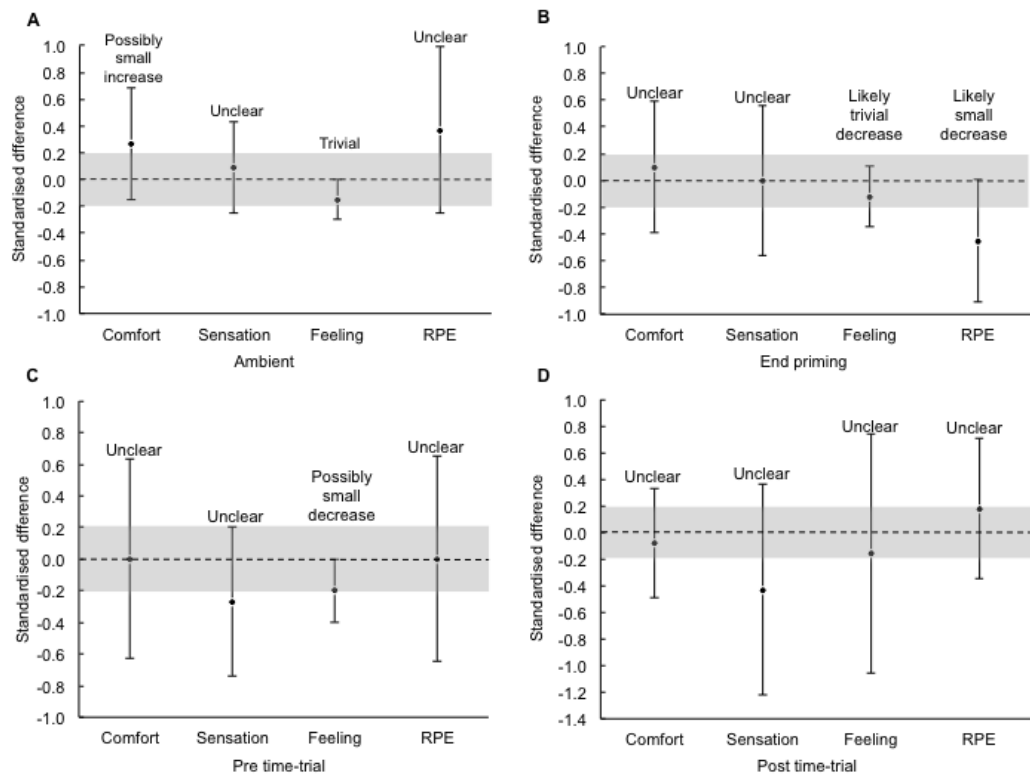 A
Standardised dfference
1.0
0.8
0.6
0.4
0.2
0.0
-0.2
-0.4
-0.6
-0.8
-1.0
Possibly
small
increase
Unclear
Trivial
Unclear
Comfort Sensation Feeling RPE
Ambient
B
Standardised dfference
1.0
0.8
0.6
0.4
0.2
0.0
-0.2
-0.4
-0.6
-0.8
-1.0
Unclear
Unclear
Likely
trivial
decrease
Likely
small
decrease
Comfort Sensation Feeling RPE
End priming
C
Standardised dfference
1.0
0.8
0.6
0.4
0.2
0.0
-0.2
-0.4
-0.6
-0.8
-1.0
Unclear
Unclear
Possibly
small
decrease
Unclear
Comfort Sensation Feeling RPE
Pre time-trial
D
Standardised dfference
1.0
0.8
0.6
0.4
0.2
0.0
-0.2
-0.4
-0.6
-0.8
-1.0
-1.2
-1.4
Unclear
Unclear
Unclear
Unclear
Comfort Sensation Feeling RPE
Post time-trial